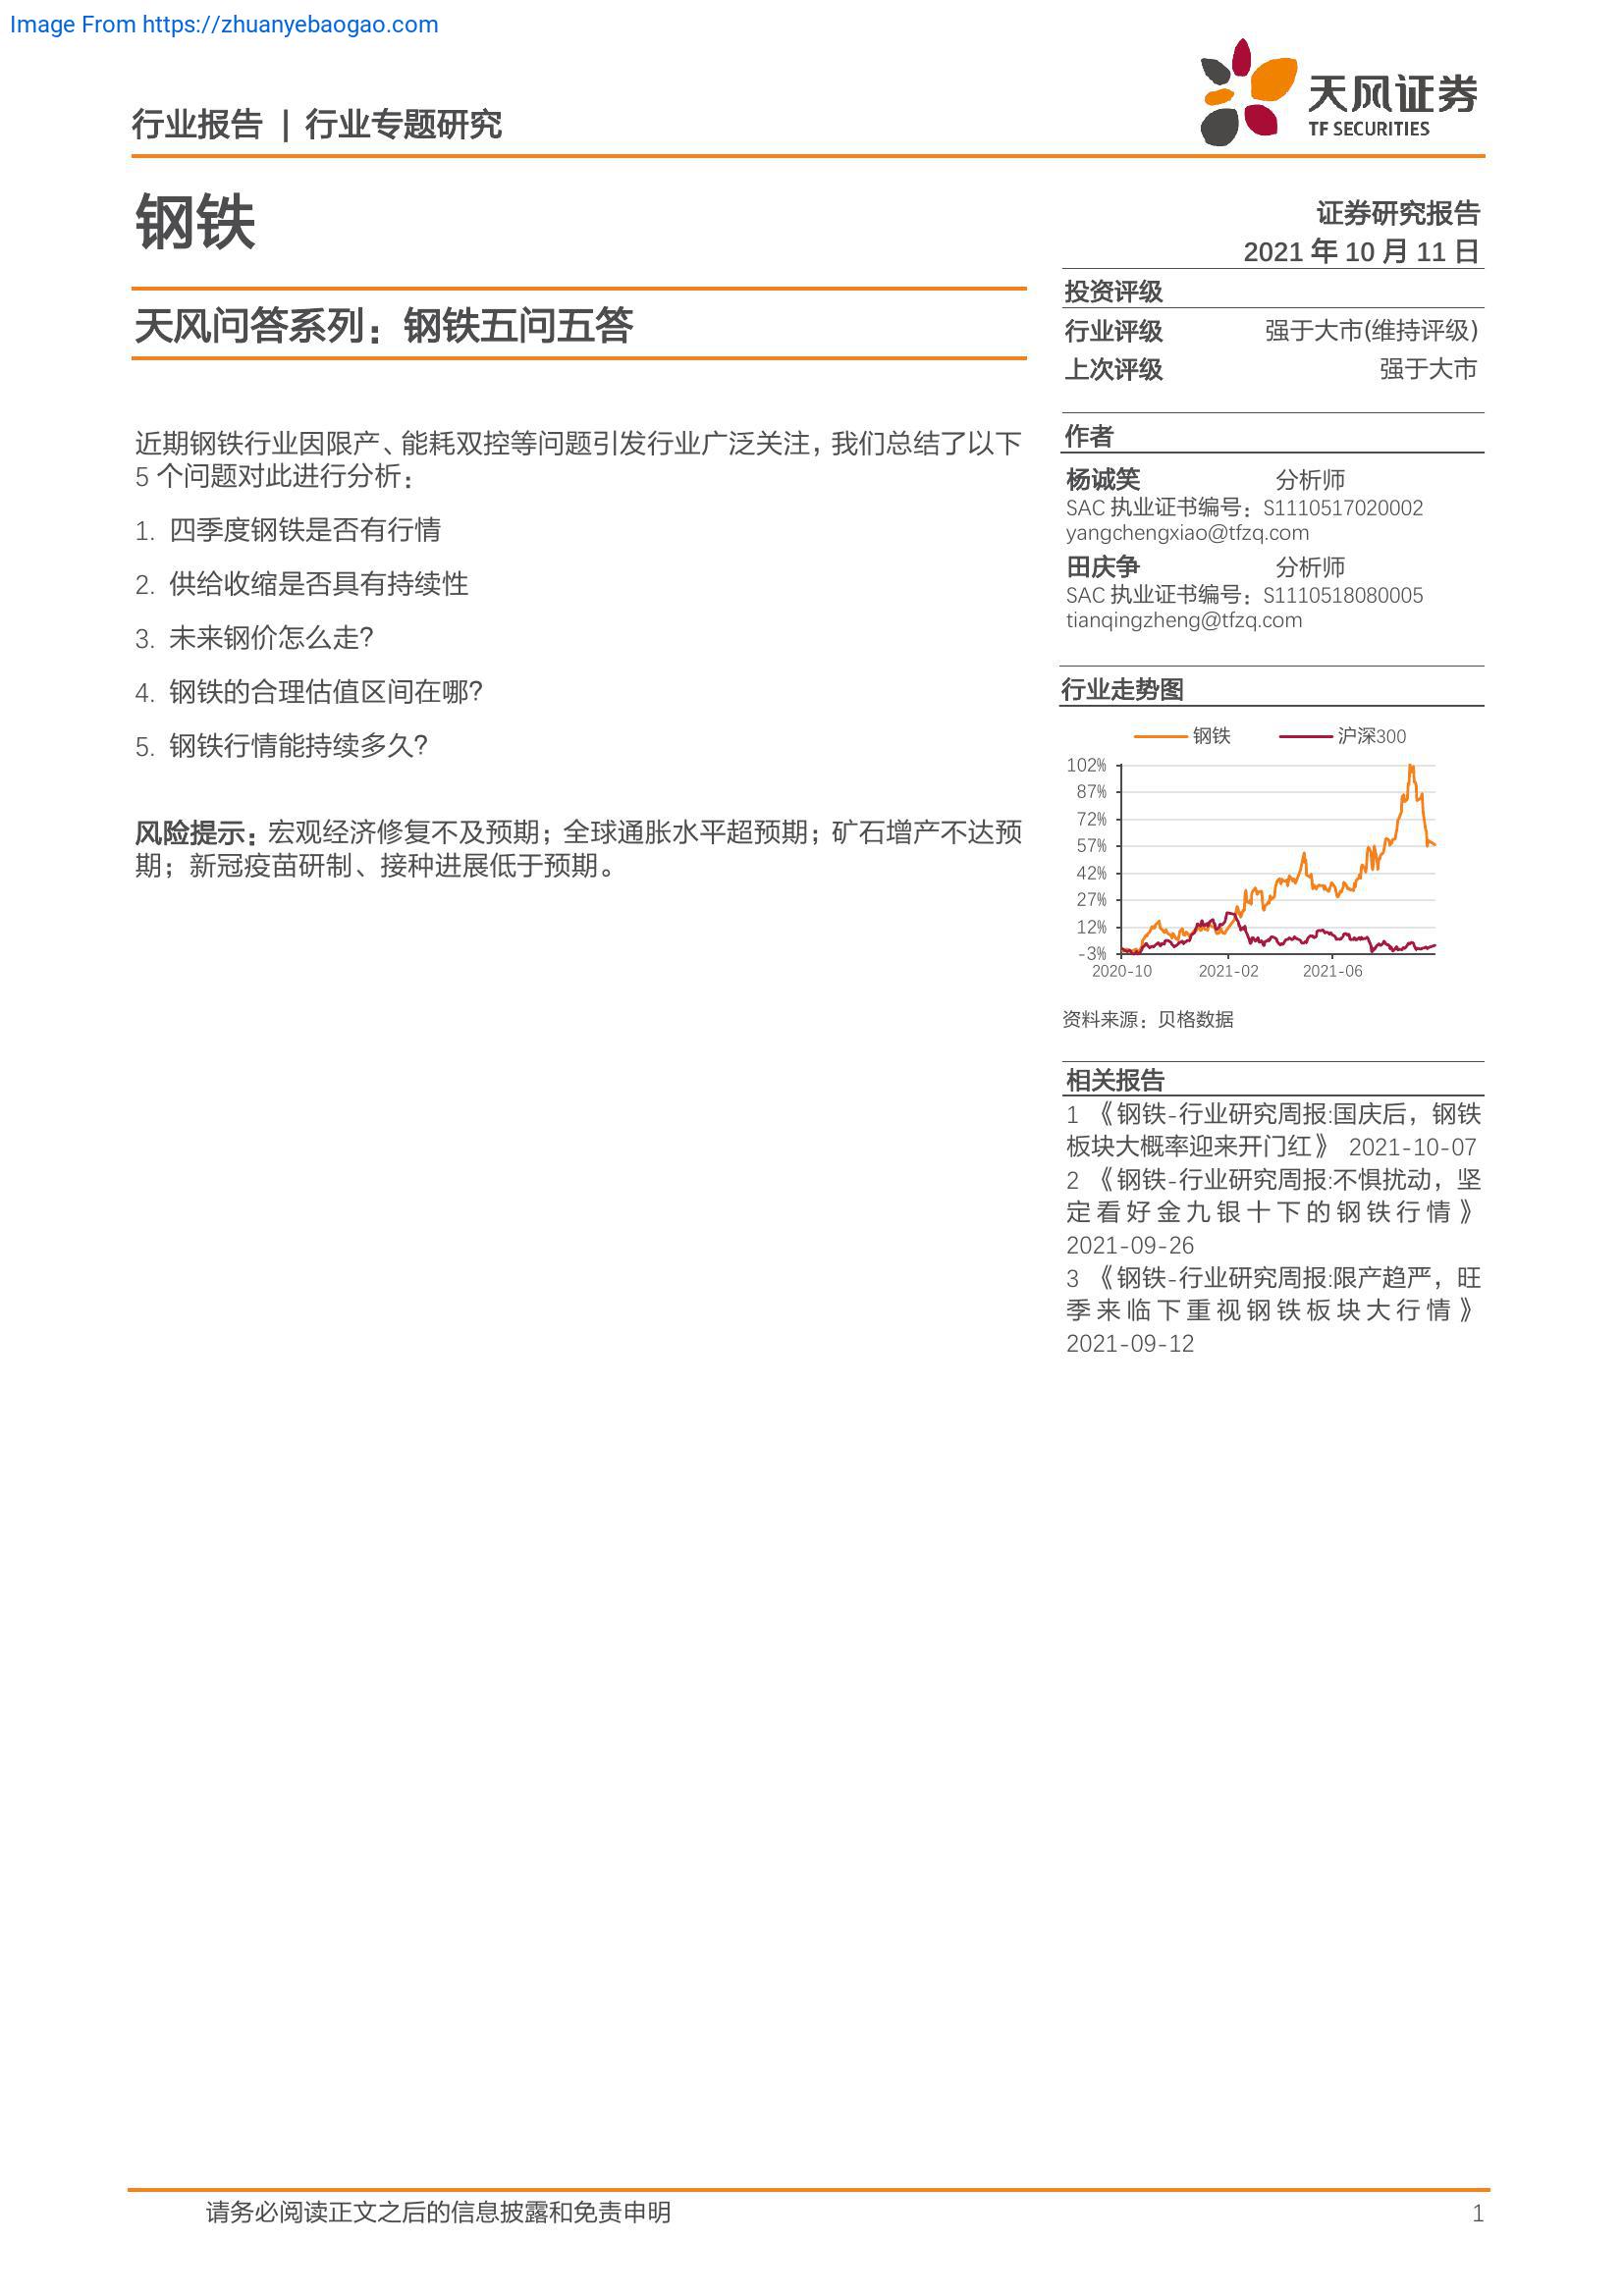 Image From https://zhuanyebaogao.com
天风证券
TF SECURITIES
行业报告 | 行业专题研究
钢铁
证券研究报告
2021 年 10 月 11 日
天风问答系列：钢铁五问五答
投资评级
行业评级 强于大市(维持评级)
上次评级 强于大市
近期钢铁行业因限产、能耗双控等问题引发行业广泛关注，我们总结了以下
5 个问题对此进行分析：
1. 四季度钢铁是否有行情
2. 供给收缩是否具有持续性
3. 未来钢价怎么走？
4. 钢铁的合理估值区间在哪？
5. 钢铁行情能持续多久？
风险提示：宏观经济修复不及预期；全球通胀水平超预期；矿石增产不达预
期；新冠疫苗研制、接种进展低于预期。
作者
杨诚笑 分析师
SAC 执业证书编号：S1110517020002
yangchengxiao@tfzq.com
田庆争 分析师
SAC 执业证书编号：S1110518080005
tianqingzheng@tfzq.com
行业走势图
钢铁 沪深300
102%
87%
72%
57%
42%
27%
12%
-3%
2020-10 2021-02 2021-06
资料来源：贝格数据
相关报告
1 《钢铁-行业研究周报:国庆后，钢铁
板块大概率迎来开门红》 2021-10-07
2 《钢铁-行业研究周报:不惧扰动，坚
定看好金九银十下的钢铁行情》
2021-09-26
3 《钢铁-行业研究周报:限产趋严，旺
季来临下重视钢铁板块大行情》
2021-09-12
请务必阅读正文之后的信息披露和免责申明 1